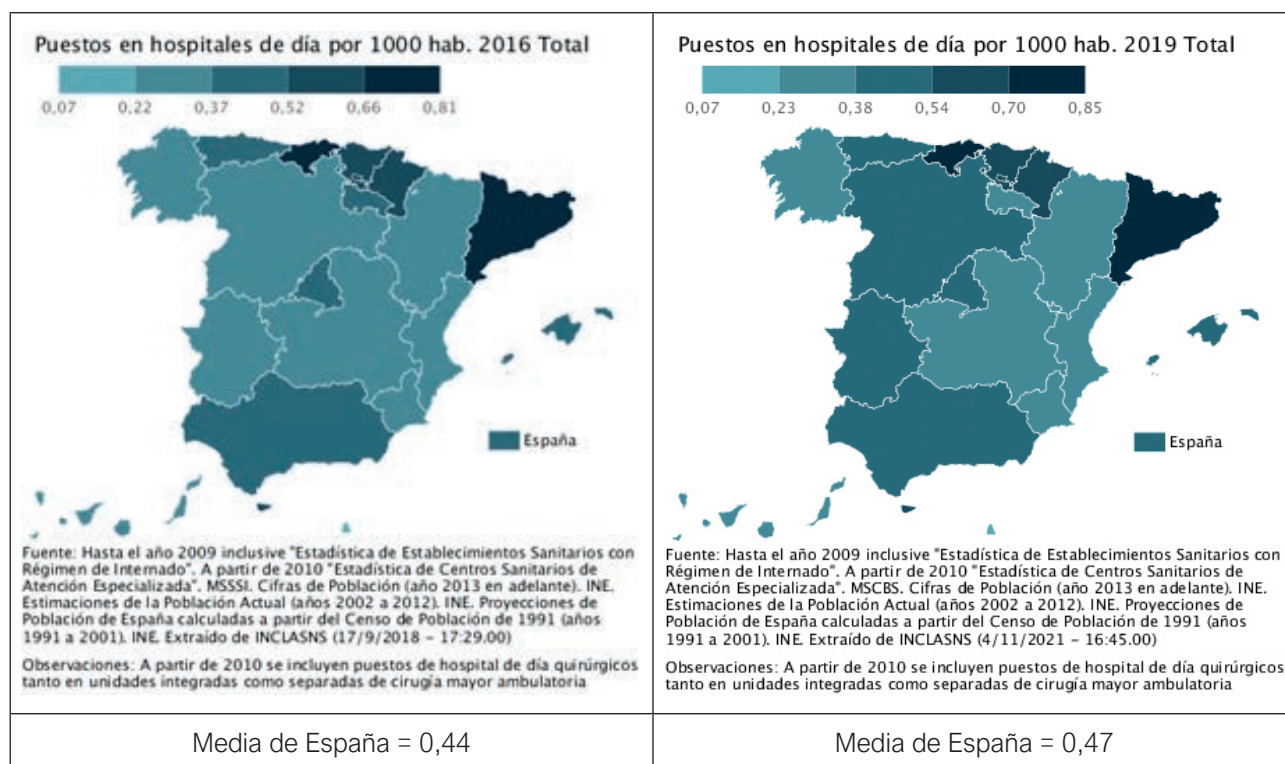 Puestos en hospitales de día por 1000 hab. 2016 Total
0,07 0,22 0,37 0,52 0,66 0,81
España
Fuente: Hasta el año 2009 inclusive "Estadística de Establecimientos Sanitarios con
Régimen de Internado". A partir de 2010 "Estadística de Centros Sanitarios de
Atención Especializada". MSSSI. Cifras de Población (año 2013 en adelante). INE.
Estimaciones de la Población Actual (años 2002 a 2012). INE. Proyecciones de
Población de España calculadas a partir del Censo de Población de 1991 (años
1991 a 2001). INE. Extraído de INCLASNS (17/9/2018 - 17:29.00)
Observaciones: A partir de 2010 se incluyen puestos de hospital de día quirúrgicos
tanto en unidades integradas como separadas de cirugía mayor ambulatoria
Media de España = 0,44
Puestos en hospitales de día por 1000 hab. 2019 Total
0,07 0,23 0,38 0,54 0,70 0,85
España
Fuente: Hasta el año 2009 inclusive "Estadística de Establecimientos Sanitarios con
Régimen de Internado". A partir de 2010 "Estadística de Centros Sanitarios de
Atención Especializada". MSCBS. Cifras de Población (año 2013 en adelante). INE.
Estimaciones de la Población Actual (años 2002 a 2012). INE. Proyecciones de
Población de España calculadas a partir del Censo de Población de 1991 (años
1991 a 2001). INE. Extraído de INCLASNS (4/11/2021 - 16:45.00)
Observaciones: A partir de 2010 se incluyen puestos de hospital de día quirúrgicos
tanto en unidades integradas como separadas de cirugía mayor ambulatoria
Media de España = 0,47